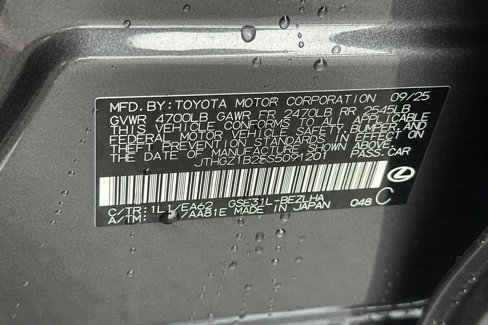 MFD. BY: TOYOTA MOTOR CORPORATION 09/25
GVWR 4700LB GAWR FR 2470LB RR 2545LB
THIS VEHICLE CONFORMS TO ALL APPLICABLE
FEDERAL MOTOR VEHICLE SAFETY, BUMPER, AND
THEFT PREVENTION STANDARDS IN EFFECT ON
THE DATE OF MANUFACTURE SHOWN ABOVE.
JTHGZ1B25S5091201 PASS.CAR
C/TR: 1L1/EA62 GSE31L-BEZLHA
A/TM: /AA81E MADE IN JAPAN 048 C